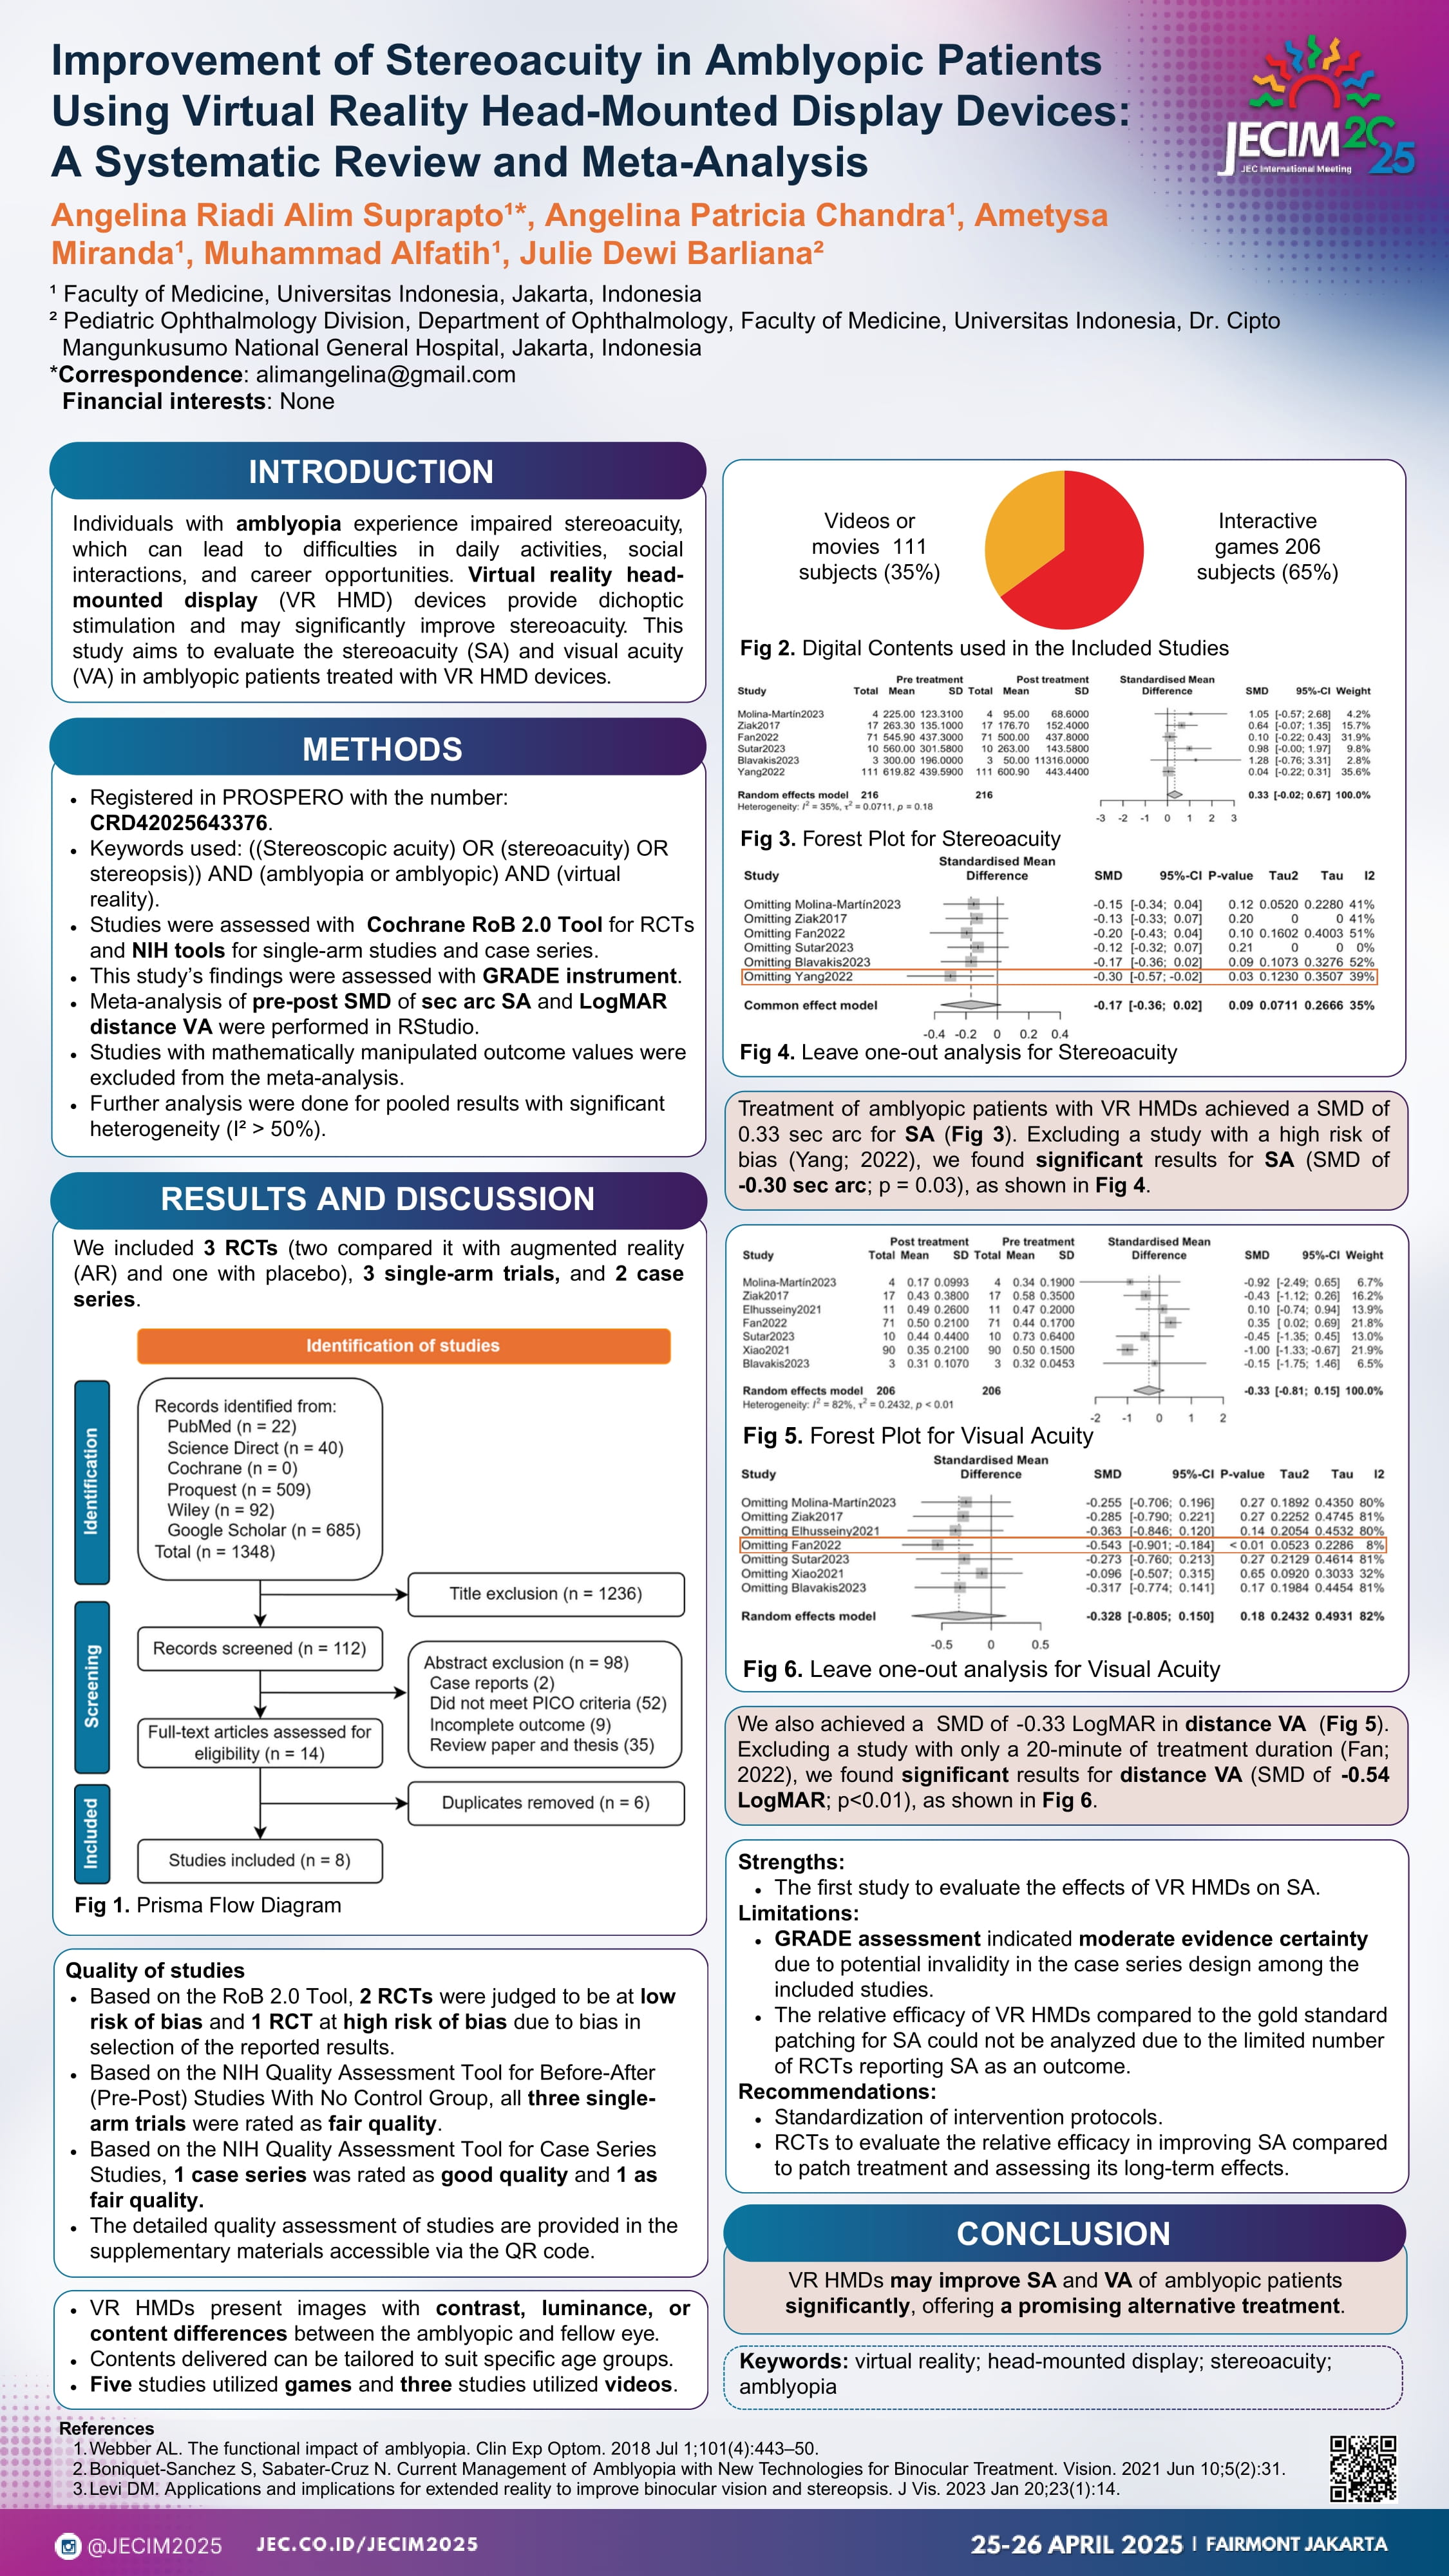 Improvement of Stereoacuity in Amblyopic Patients
Using Virtual Reality Head-Mounted Display Devices:
A Systematic Review and Meta-Analysis
JECIM 2025
JEC International Meeting
Angelina Riadi Alim Suprapto¹*, Angelina Patricia Chandra¹, Ametysa
Miranda¹, Muhammad Alfatih¹, Julie Dewi Barliana²
¹ Faculty of Medicine, Universitas Indonesia, Jakarta, Indonesia
² Pediatric Ophthalmology Division, Department of Ophthalmology, Faculty of Medicine, Universitas Indonesia, Dr. Cipto
Mangunkusumo National General Hospital, Jakarta, Indonesia
*Correspondence: alimangelina@gmail.com
Financial interests: None
INTRODUCTION
Individuals with amblyopia experience impaired stereoacuity,
which can lead to difficulties in daily activities, social
interactions, and career opportunities. Virtual reality head-
mounted display (VR HMD) devices provide dichoptic
stimulation and may significantly improve stereoacuity. This
study aims to evaluate the stereoacuity (SA) and visual acuity
(VA) in amblyopic patients treated with VR HMD devices.
METHODS
• Registered in PROSPERO with the number:
CRD42025643376.
• Keywords used: ((Stereoscopic acuity) OR (stereoacuity) OR
stereopsis)) AND (amblyopia or amblyopic) AND (virtual
reality).
• Studies were assessed with Cochrane RoB 2.0 Tool for RCTs
and NIH tools for single-arm studies and case series.
• This study's findings were assessed with GRADE instrument.
• Meta-analysis of pre-post SMD of sec arc SA and LogMAR
distance VA were performed in RStudio.
• Studies with mathematically manipulated outcome values were
excluded from the meta-analysis.
• Further analysis were done for pooled results with significant
heterogeneity (I² > 50%).
RESULTS AND DISCUSSION
We included 3 RCTs (two compared it with augmented reality
(AR) and one with placebo), 3 single-arm trials, and 2 case
series.
Identification of studies
Identification
Records identified from:
PubMed (n = 22)
Science Direct (n = 40)
Cochrane (n = 0)
Proquest (n = 509)
Wiley (n = 92)
Google Scholar (n = 685)
Total (n = 1348)
Title exclusion (n = 1236)
Screening
Records screened (n = 112)
Abstract exclusion (n = 98)
Case reports (2)
Did not meet PICO criteria (52)
Incomplete outcome (9)
Review paper and thesis (35)
Full-text articles assessed for
eligibility (n = 14)
Included
Duplicates removed (n = 6)
Studies included (n = 8)
Fig 1. Prisma Flow Diagram
Quality of studies
• Based on the RoB 2.0 Tool, 2 RCTs were judged to be at low
risk of bias and 1 RCT at high risk of bias due to bias in
selection of the reported results.
• Based on the NIH Quality Assessment Tool for Before-After
(Pre-Post) Studies With No Control Group, all three single-
arm trials were rated as fair quality.
• Based on the NIH Quality Assessment Tool for Case Series
Studies, 1 case series was rated as good quality and 1 as
fair quality.
• The detailed quality assessment of studies are provided in the
supplementary materials accessible via the QR code.
• VR HMDs present images with contrast, luminance, or
content differences between the amblyopic and fellow eye.
• Contents delivered can be tailored to suit specific age groups.
• Five studies utilized games and three studies utilized videos.
Videos or
movies 111
subjects (35%)
Interactive
games 206
subjects (65%)
Fig 2. Digital Contents used in the Included Studies
Pre treatment Post treatment Standardised Mean
Study Total Mean SD Total Mean SD Difference SMD 95%-CI Weight
Molina-Martín2023 4 225.00 123.3100 4 95.00 68.6000 1.05 [-0.57; 2.68] 4.2%
Ziak2017 17 263.30 135.1000 17 176.70 152.4000 0.64 [-0.07; 1.35] 15.7%
Fan2022 71 545.90 437.3000 71 500.00 437.8000 0.10 [-0.22; 0.43] 31.9%
Sutar2023 10 560.00 301.5800 10 263.00 143.5800 0.98 [-0.00; 1.97] 9.8%
Blavakis2023 3 300.00 196.0000 3 50.00 11316.0000 1.28 [-0.76; 3.31] 2.8%
Yang2022 111 619.82 439.5900 111 600.90 443.4400 0.04 [-0.22; 0.31] 35.6%
Random effects model 216 216 0.33 [-0.02; 0.67] 100.0%
Heterogeneity: I² = 35%, τ² = 0.0711, p = 0.18
-3 -2 -1 0 1 2 3
Fig 3. Forest Plot for Stereoacuity
Standardised Mean
Study Difference SMD 95%-CI P-value Tau2 Tau I2
Omitting Molina-Martín2023 -0.15 [-0.34; 0.04] 0.12 0.0520 0.2280 41%
Omitting Ziak2017 -0.13 [-0.33; 0.07] 0.20 0 0 41%
Omitting Fan2022 -0.20 [-0.43; 0.04] 0.10 0.1602 0.4003 51%
Omitting Sutar2023 -0.12 [-0.32; 0.07] 0.21 0 0 0%
Omitting Blavakis2023 -0.17 [-0.36; 0.02] 0.09 0.1073 0.3276 52%
Omitting Yang2022 -0.30 [-0.57; -0.02] 0.03 0.1230 0.3507 39%
Common effect model -0.17 [-0.36; 0.02] 0.09 0.0711 0.2666 35%
-0.4 -0.2 0 0.2 0.4
Fig 4. Leave one-out analysis for Stereoacuity
Treatment of amblyopic patients with VR HMDs achieved a SMD of
0.33 sec arc for SA (Fig 3). Excluding a study with a high risk of
bias (Yang; 2022), we found significant results for SA (SMD of
-0.30 sec arc; p = 0.03), as shown in Fig 4.
Post treatment Pre treatment Standardised Mean
Study Total Mean SD Total Mean SD Difference SMD 95%-CI Weight
Molina-Martín2023 4 0.17 0.0993 4 0.34 0.1900 -0.92 [-2.49; 0.65] 6.7%
Ziak2017 17 0.43 0.3800 17 0.58 0.3500 -0.43 [-1.12; 0.26] 16.2%
Elhusseiny2021 11 0.49 0.2600 11 0.47 0.2000 0.10 [-0.74; 0.94] 13.9%
Fan2022 71 0.50 0.2100 71 0.44 0.1700 0.35 [ 0.02; 0.69] 21.8%
Sutar2023 10 0.44 0.4400 10 0.73 0.6400 -0.45 [-1.35; 0.45] 13.0%
Xiao2021 90 0.35 0.2100 90 0.50 0.1500 -1.00 [-1.33; -0.67] 21.9%
Blavakis2023 3 0.31 0.1070 3 0.32 0.0453 -0.15 [-1.75; 1.46] 6.5%
Random effects model 206 206 -0.33 [-0.81; 0.15] 100.0%
Heterogeneity: I² = 82%, τ² = 0.2432, p < 0.01
-2 -1 0 1 2
Fig 5. Forest Plot for Visual Acuity
Standardised Mean
Study Difference SMD 95%-CI P-value Tau2 Tau I2
Omitting Molina-Martín2023 -0.255 [-0.706; 0.196] 0.27 0.1892 0.4350 80%
Omitting Ziak2017 -0.285 [-0.790; 0.221] 0.27 0.2252 0.4745 81%
Omitting Elhusseiny2021 -0.363 [-0.846; 0.120] 0.14 0.2054 0.4532 80%
Omitting Fan2022 -0.543 [-0.901; -0.184] < 0.01 0.0523 0.2286 8%
Omitting Sutar2023 -0.273 [-0.760; 0.213] 0.27 0.2129 0.4614 81%
Omitting Xiao2021 -0.096 [-0.507; 0.315] 0.65 0.0920 0.3033 32%
Omitting Blavakis2023 -0.317 [-0.774; 0.141] 0.17 0.1984 0.4454 81%
Random effects model -0.328 [-0.805; 0.150] 0.18 0.2432 0.4931 82%
-0.5 0 0.5
Fig 6. Leave one-out analysis for Visual Acuity
We also achieved a SMD of -0.33 LogMAR in distance VA (Fig 5).
Excluding a study with only a 20-minute of treatment duration (Fan;
2022), we found significant results for distance VA (SMD of -0.54
LogMAR; p<0.01), as shown in Fig 6.
Strengths:
• The first study to evaluate the effects of VR HMDs on SA.
Limitations:
• GRADE assessment indicated moderate evidence certainty
due to potential invalidity in the case series design among the
included studies.
• The relative efficacy of VR HMDs compared to the gold standard
patching for SA could not be analyzed due to the limited number
of RCTs reporting SA as an outcome.
Recommendations:
• Standardization of intervention protocols.
• RCTs to evaluate the relative efficacy in improving SA compared
to patch treatment and assessing its long-term effects.
CONCLUSION
VR HMDs may improve SA and VA of amblyopic patients
significantly, offering a promising alternative treatment.
Keywords: virtual reality; head-mounted display; stereoacuity;
amblyopia
References
1. Webber AL. The functional impact of amblyopia. Clin Exp Optom. 2018 Jul 1;101(4):443–50.
2. Boniquet-Sanchez S, Sabater-Cruz N. Current Management of Amblyopia with New Technologies for Binocular Treatment. Vision. 2021 Jun 10;5(2):31.
3. Levi DM. Applications and implications for extended reality to improve binocular vision and stereopsis. J Vis. 2023 Jan 20;23(1):14.
@JECIM2025
JEC.CO.ID/JECIM2025
25-26 APRIL 2025 | FAIRMONT JAKARTA